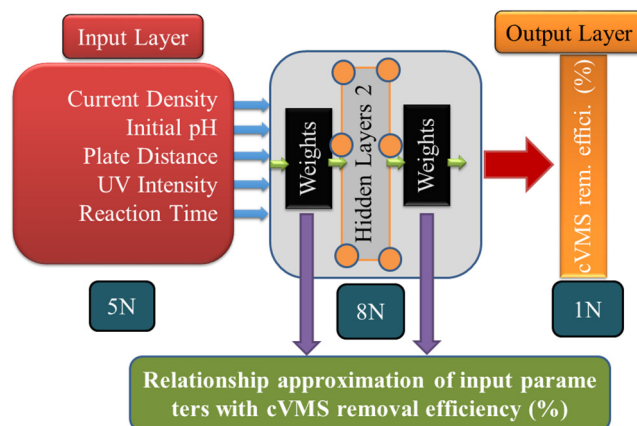 Input Layer
Output Layer
Current Density
Initial pH
Plate Distance
UV Intensity
Reaction Time
Weights
Hidden Layers 2
Weights
cVMS rem. effici. (%)
5N
8N
1N
Relationship approximation of input parame
ters with cVMS removal efficiency (%)